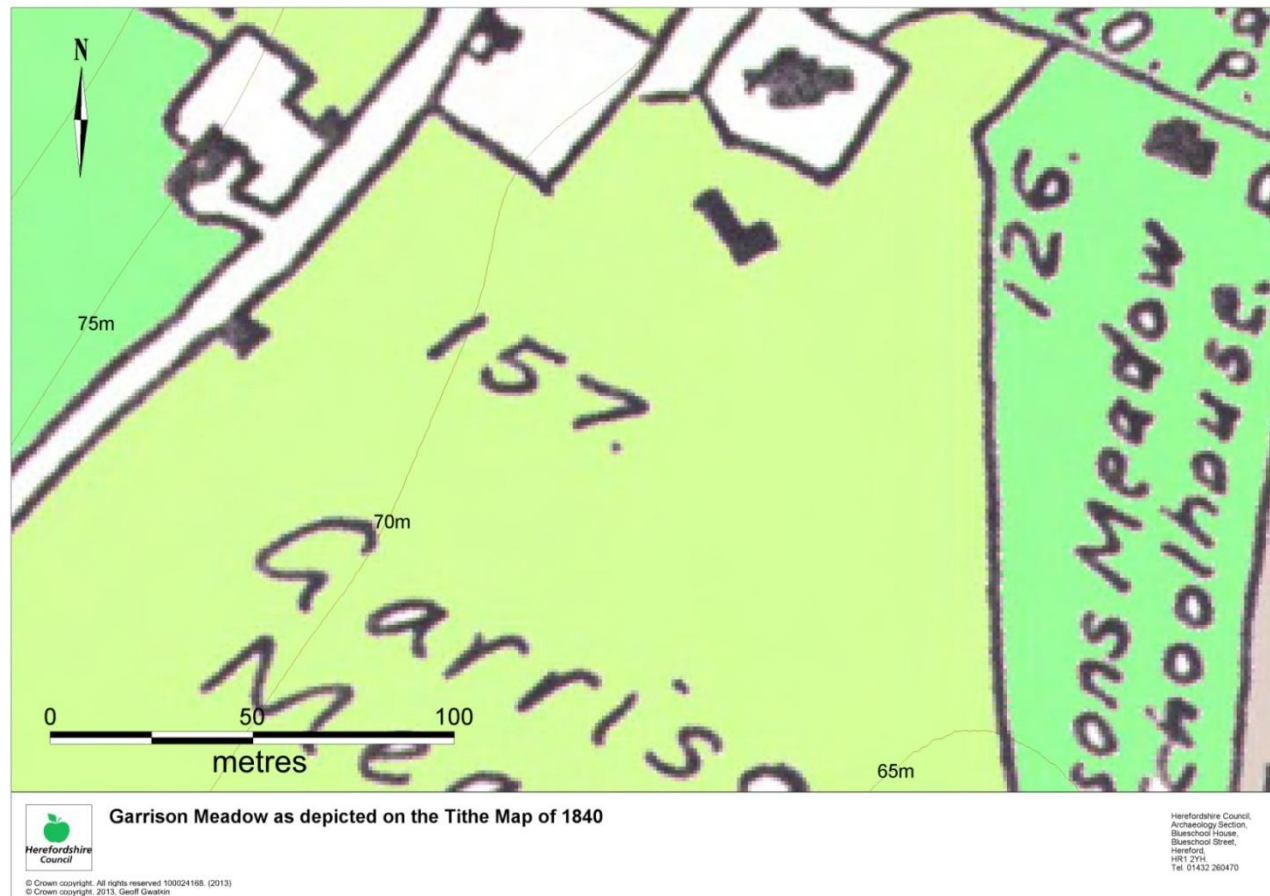 N
20.
p.
126.
sons Meadow
choolhouse.
75m
157.
70m
Garriso
Mea
0 50 100
metres
65m
Garrison Meadow as depicted on the Tithe Map of 1840
Herefordshire
Council
© Crown copyright. All rights reserved 100024168. (2013)
© Crown copyright. 2013, Geoff Gwatkin
Herefordshire Council,
Archaeology Section,
Blueschool House,
Blueschool Street,
Hereford,
HR1 2YH.
Tel. 01432 260470